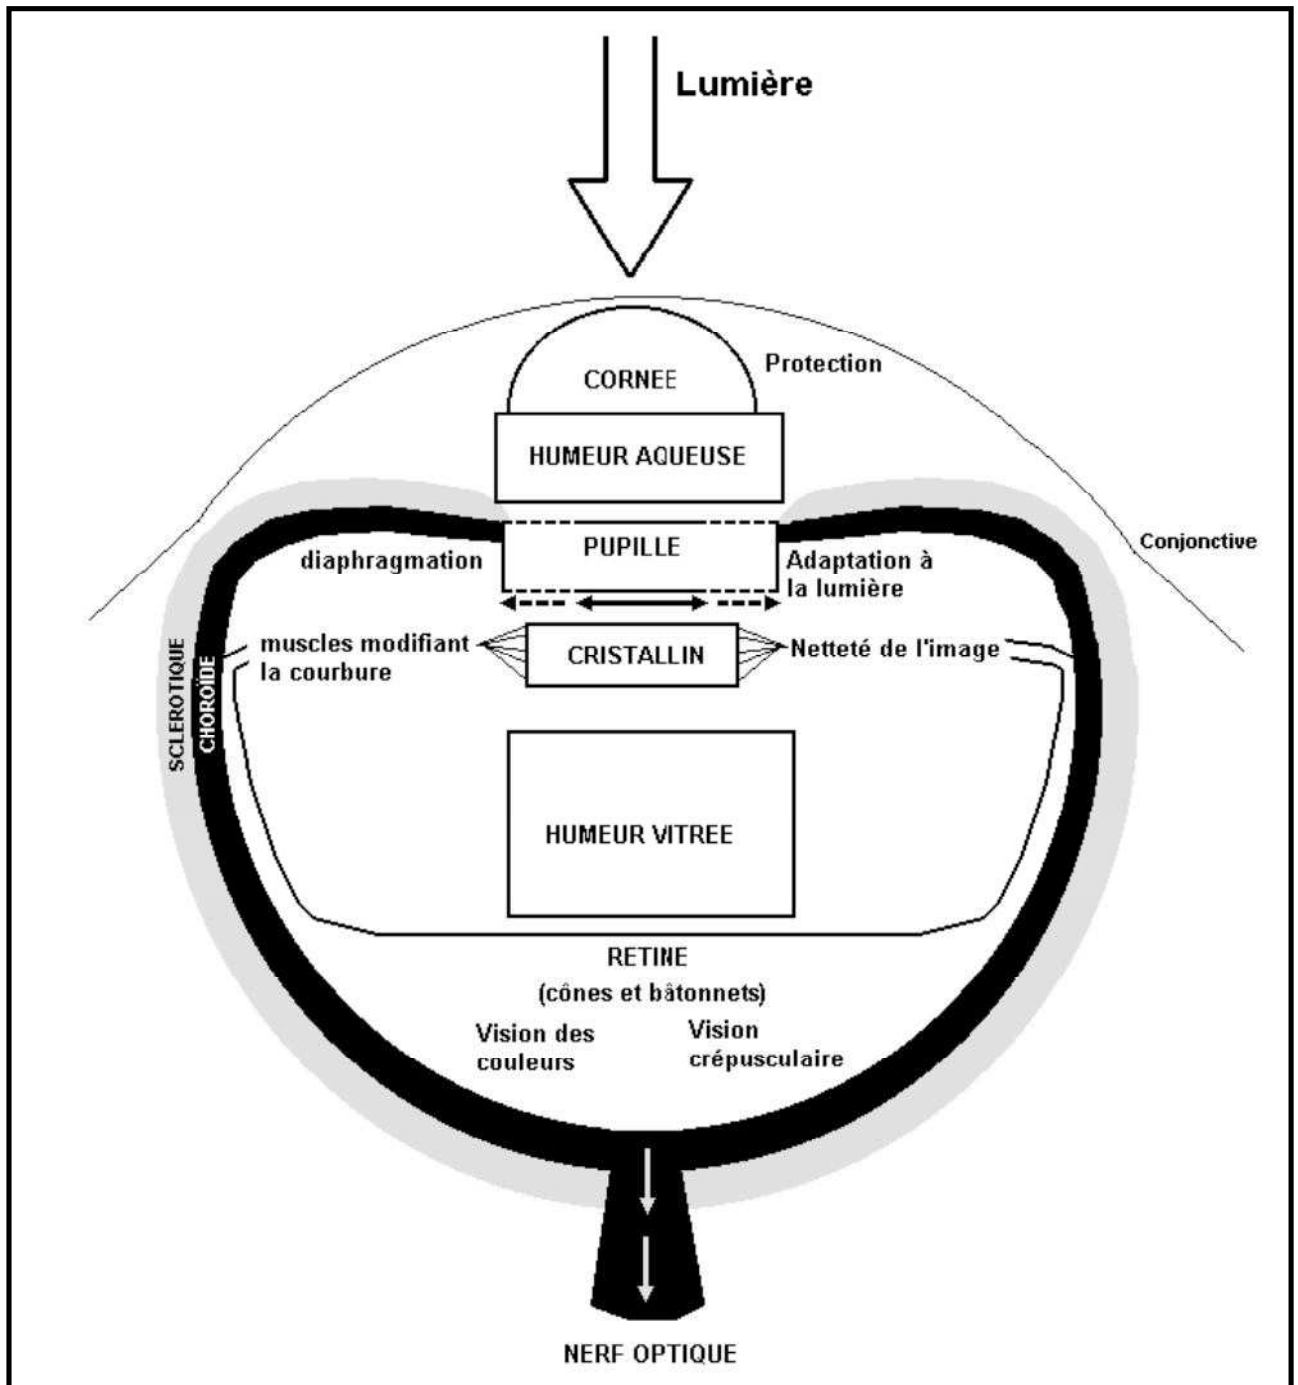 Lumière
CORNEE
Protection
HUMEUR AQUEUSE
PUPILLE
diaphragmation
Adaptation à
la lumière
Conjonctive
muscles modifiant
la courbure
CRISTALLIN
Netteté de l'image
SCLEROTIQUE
CHOROÏDE
HUMEUR VITREE
RETINE
(cônes et bâtonnets)
Vision des
couleurs
Vision
crépusculaire
NERF OPTIQUE